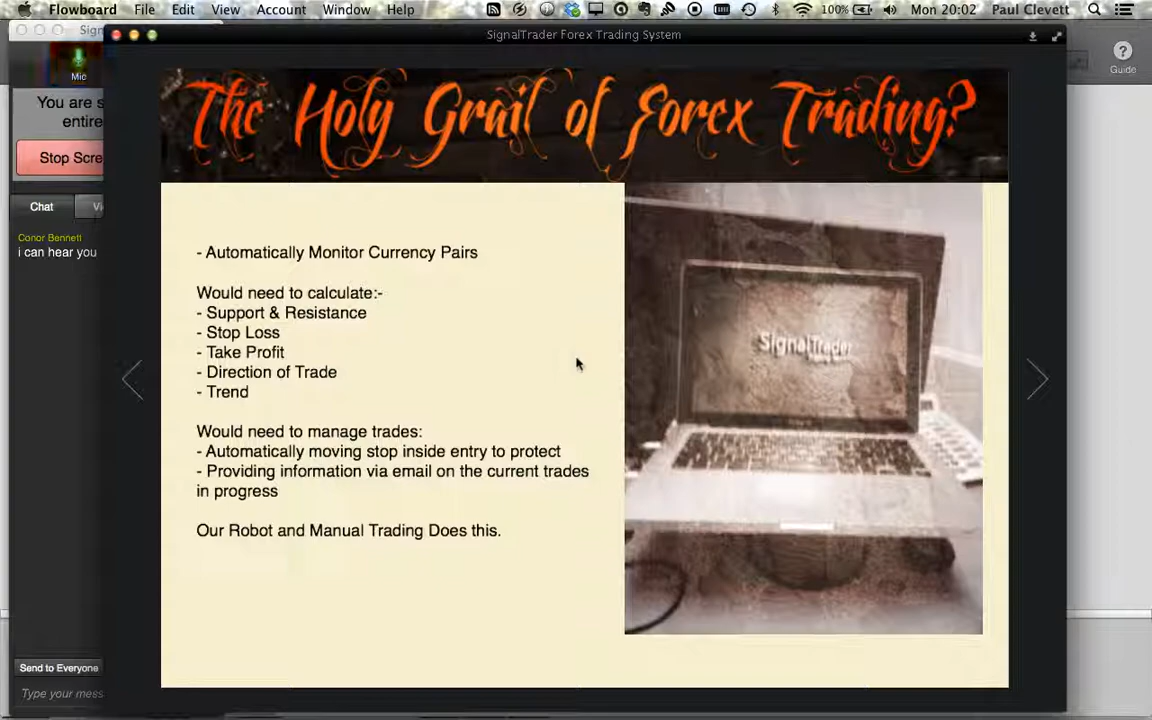 Flowboard File Edit View Account Window Help 100% Mon 20:02 Paul Clevett
SignalTrader Forex Trading System
Mic
Guide
You are s
entire
Stop Scre
Chat
Vi
Conor Bennett
i can hear you
The Holy Grail of Forex Trading?
- Automatically Monitor Currency Pairs
Would need to calculate:-
- Support & Resistance
- Stop Loss
- Take Profit
- Direction of Trade
- Trend
Would need to manage trades:
- Automatically moving stop inside entry to protect
- Providing information via email on the current trades
in progress
Our Robot and Manual Trading Does this.
SignalTrader
Send to Everyone
Type your mess